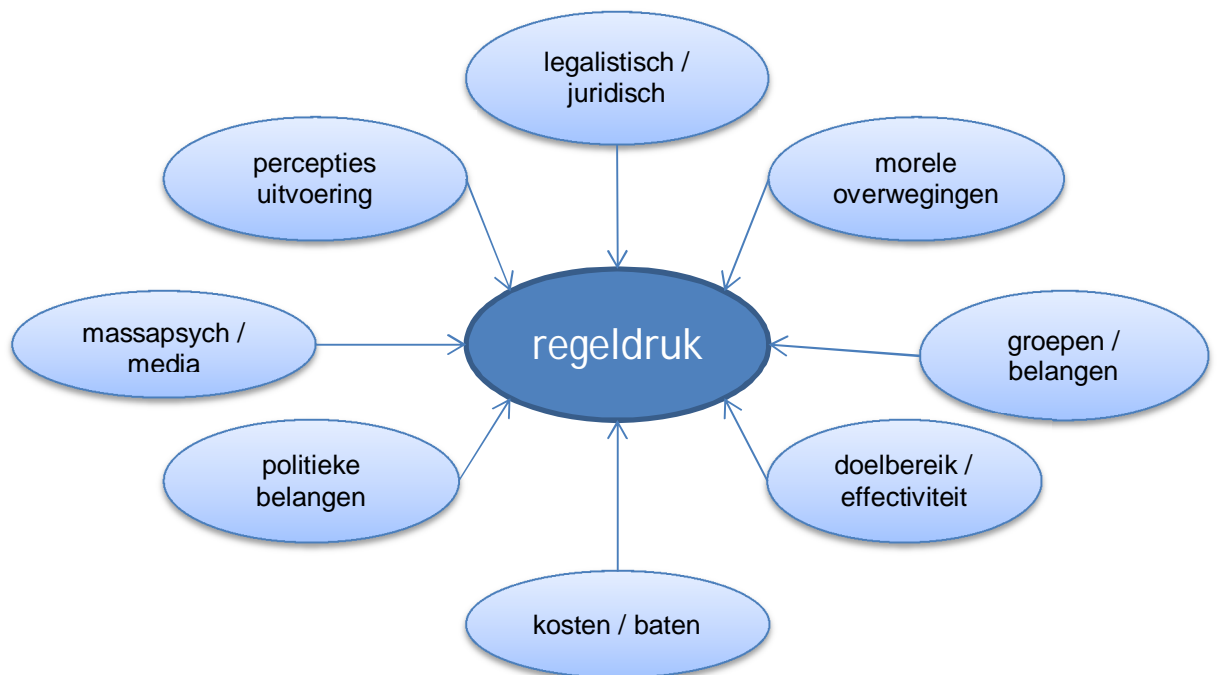 legalistisch /
juridisch
percepties
uitvoering
morele
overwegingen
massapsych /
media
regeldruk
groepen /
belangen
politieke
belangen
doelbereik /
effectiviteit
kosten / baten